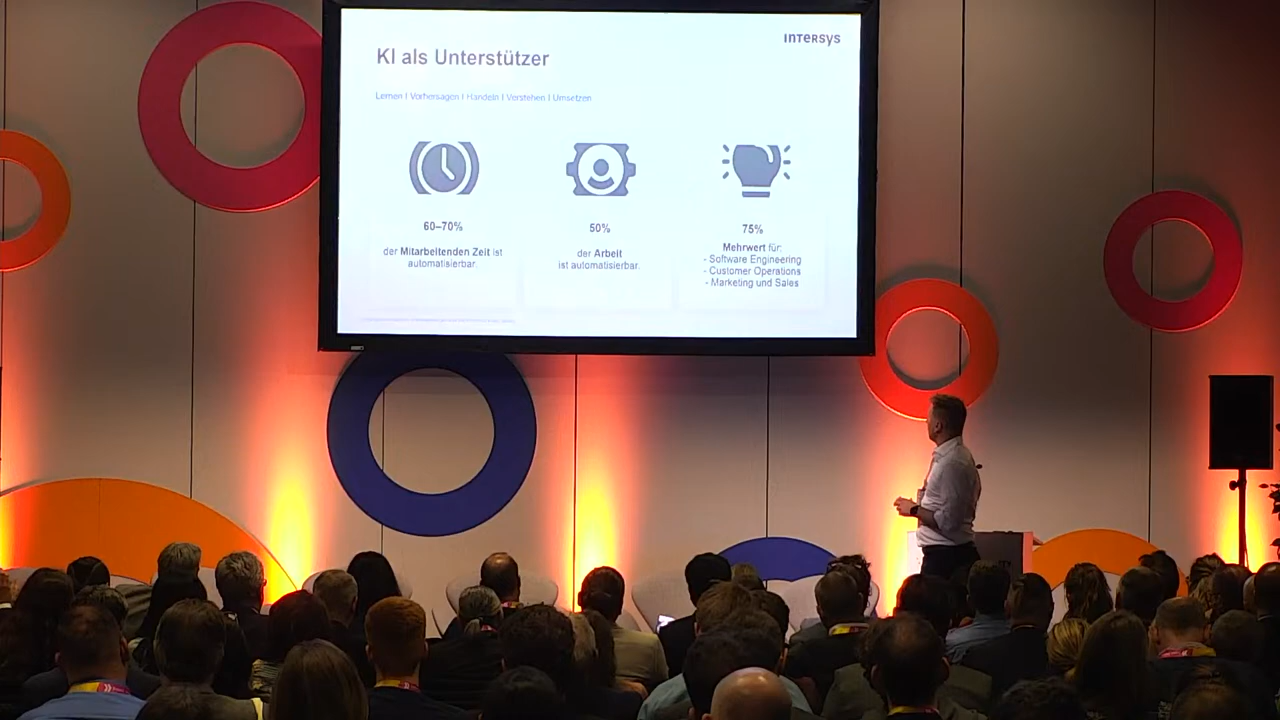 INTERSYS
KI als Unterstützer
Lernen I Vorhersagen I Handeln I Verstehen I Umsetzen
60–70%
der Mitarbeitenden Zeit ist
automatisierbar.
50%
der Arbeit
ist automatisierbar.
75%
Mehrwert für:
- Software Engineering
- Customer Operations
- Marketing und Sales